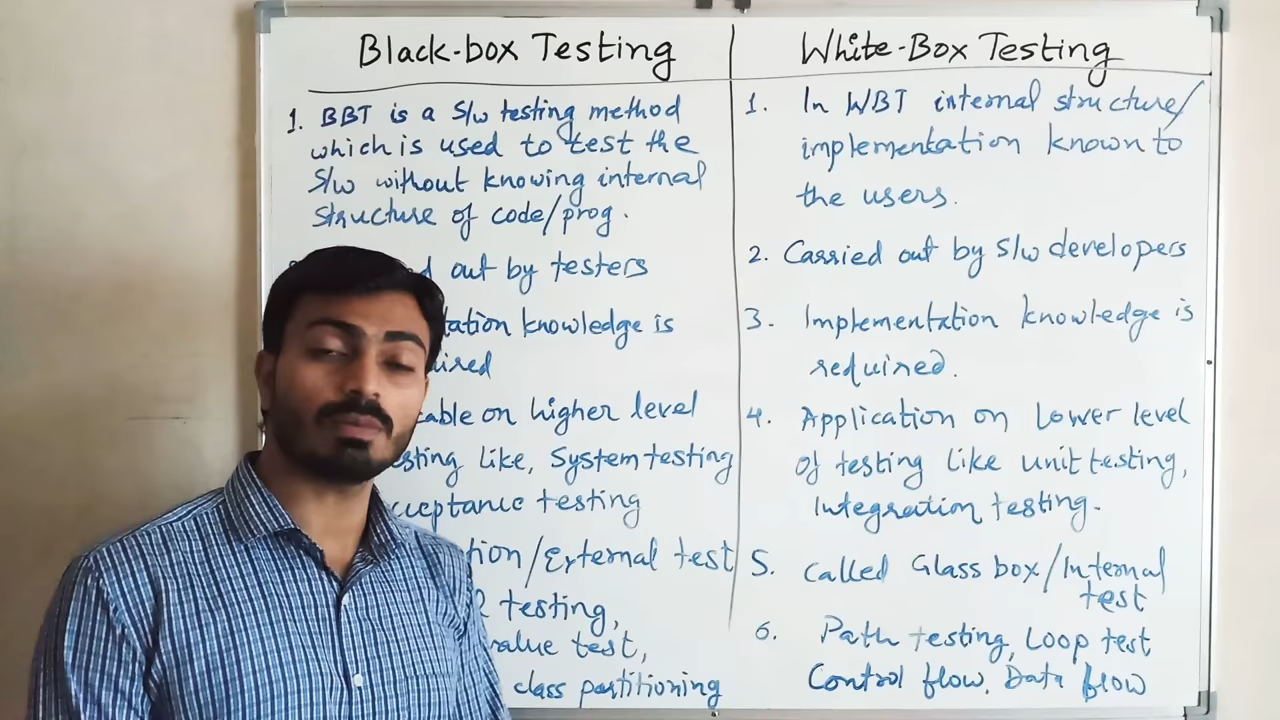 Black-box Testing
1. BBT is a S/w testing method
which is used to test the
S/w without knowing internal
structure of code/prog.
out by testers
knowledge is
on higher level
like, System testing
testing
/External test
testing,
test,
class partitioning
White-Box Testing
1. In WBT internal structure/
implementation known to
the users.
2. Carried out by S/w developers
3. Implementation knowledge is
required.
4. Application on Lower level
of testing like unit testing,
Integration testing.
5. Called Glass box/Internal
test
6. Path testing, Loop test
Control flow, Data flow